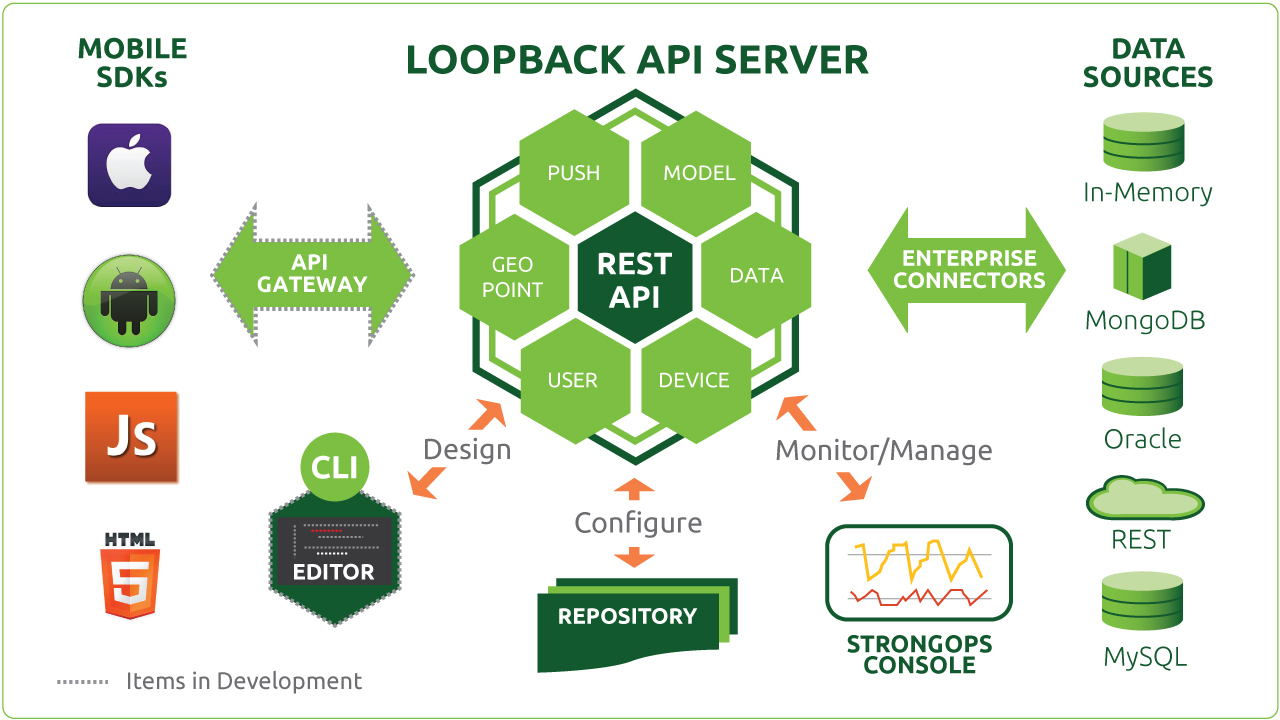 MOBILE
SDKs
LOOPBACK API SERVER
DATA
SOURCES
PUSH
MODEL
GEO
POINT
REST
API
DATA
USER
DEVICE
API
GATEWAY
ENTERPRISE
CONNECTORS
In-Memory
MongoDB
Oracle
REST
MySQL
JS
HTML
5
Design
CLI
EDITOR
Configure
REPOSITORY
Monitor/Manage
STRONGOPS
CONSOLE
Items in Development